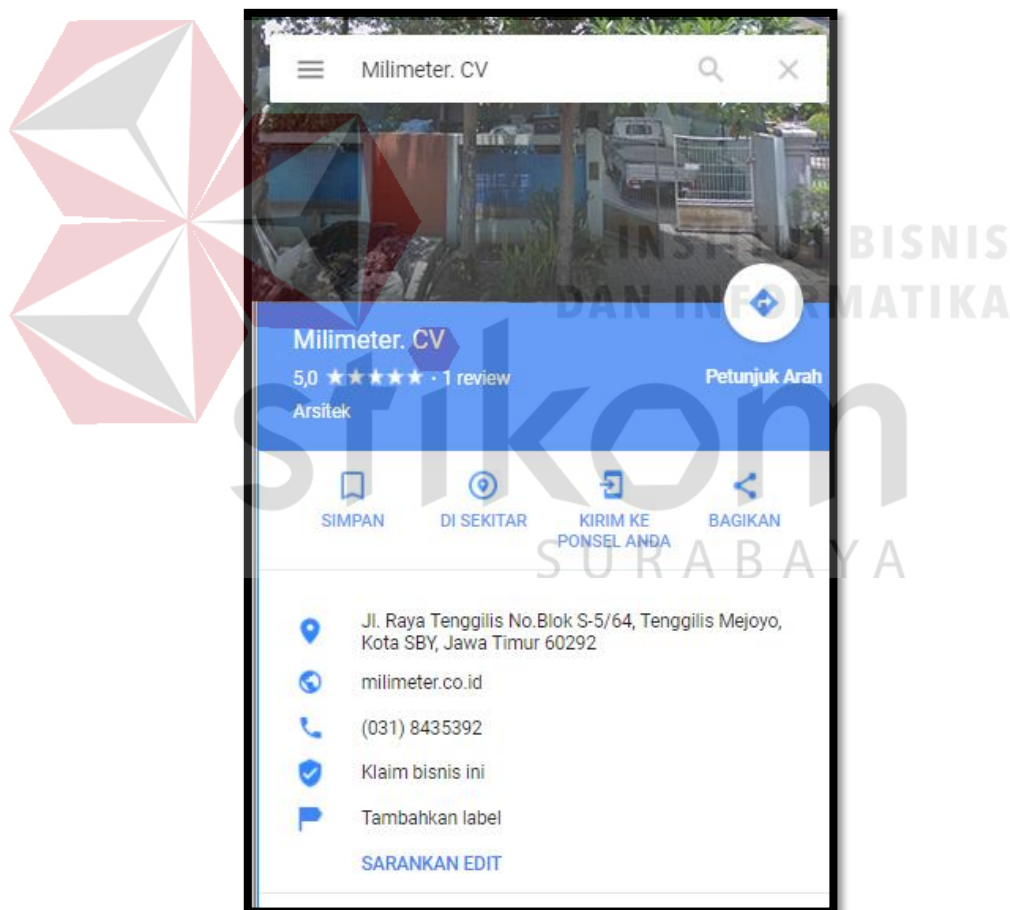 Milimeter. CV
INSTITUT BISNIS
DAN INFORMATIKA
Milimeter. CV
5,0 ★★★★★ · 1 review
Petunjuk Arah
Arsitek
stikom
SIMPAN
DI SEKITAR
KIRIM KE
PONSEL ANDA
BAGIKAN
SURABAYA
Jl. Raya Tenggilis No.Blok S-5/64, Tenggilis Mejoyo,
Kota SBY, Jawa Timur 60292
milimeter.co.id
(031) 8435392
Klaim bisnis ini
Tambahkan label
SARANKAN EDIT